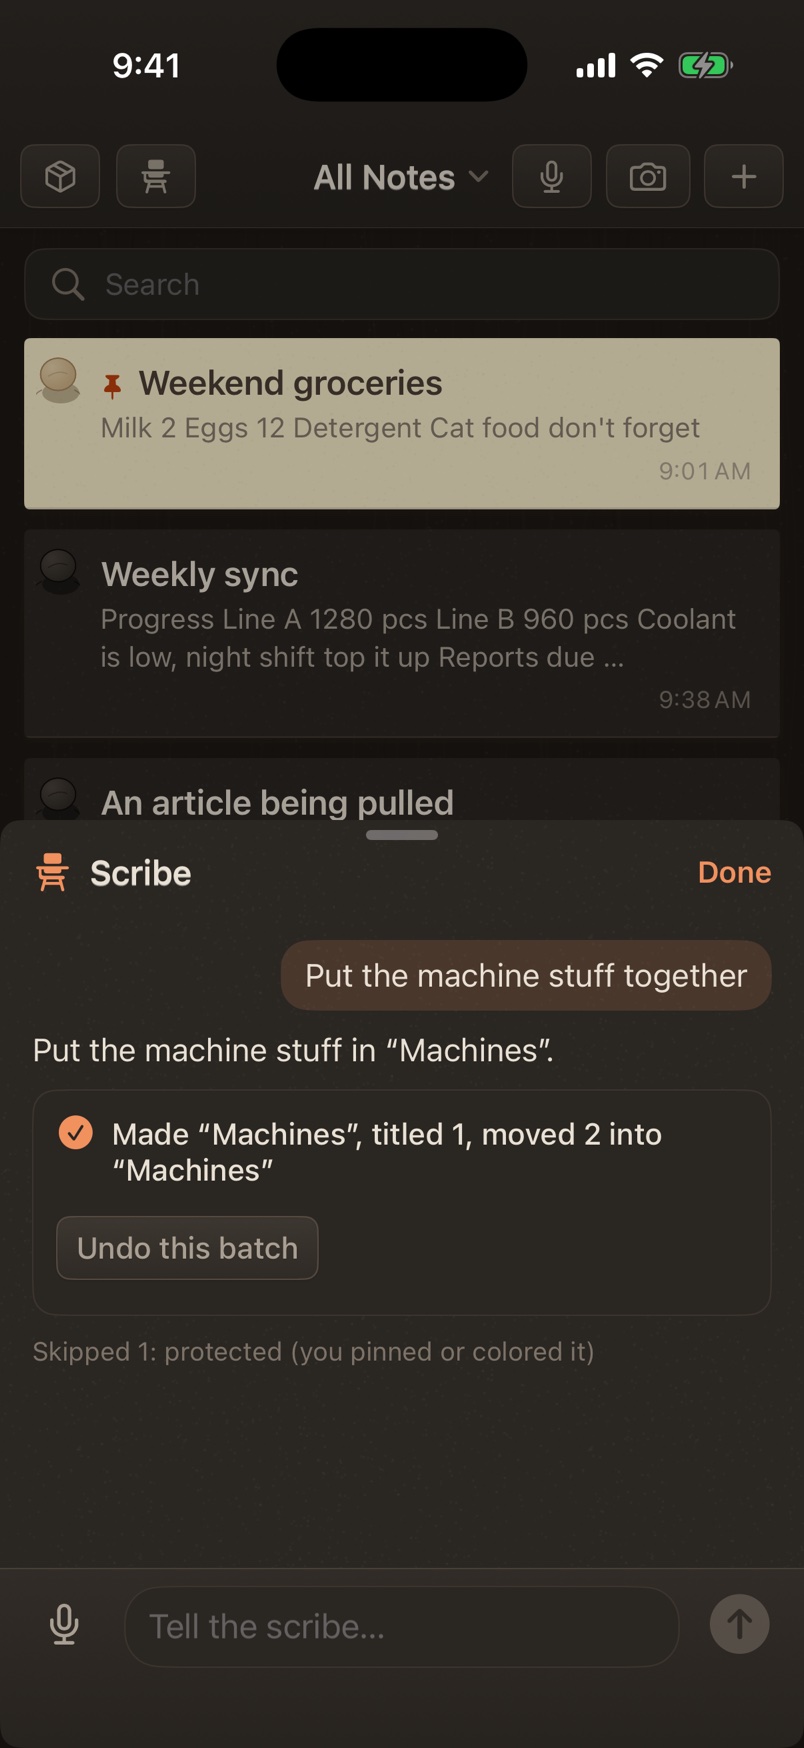 9:41
All Notes
Search
Weekend groceries
Milk 2 Eggs 12 Detergent Cat food don't forget
9:01 AM
Weekly sync
Progress Line A 1280 pcs Line B 960 pcs Coolant
is low, night shift top it up Reports due ...
9:38 AM
An article being pulled
Scribe
Done
Put the machine stuff together
Put the machine stuff in “Machines”.
Made “Machines”, titled 1, moved 2 into
“Machines”
Undo this batch
Skipped 1: protected (you pinned or colored it)
Tell the scribe...